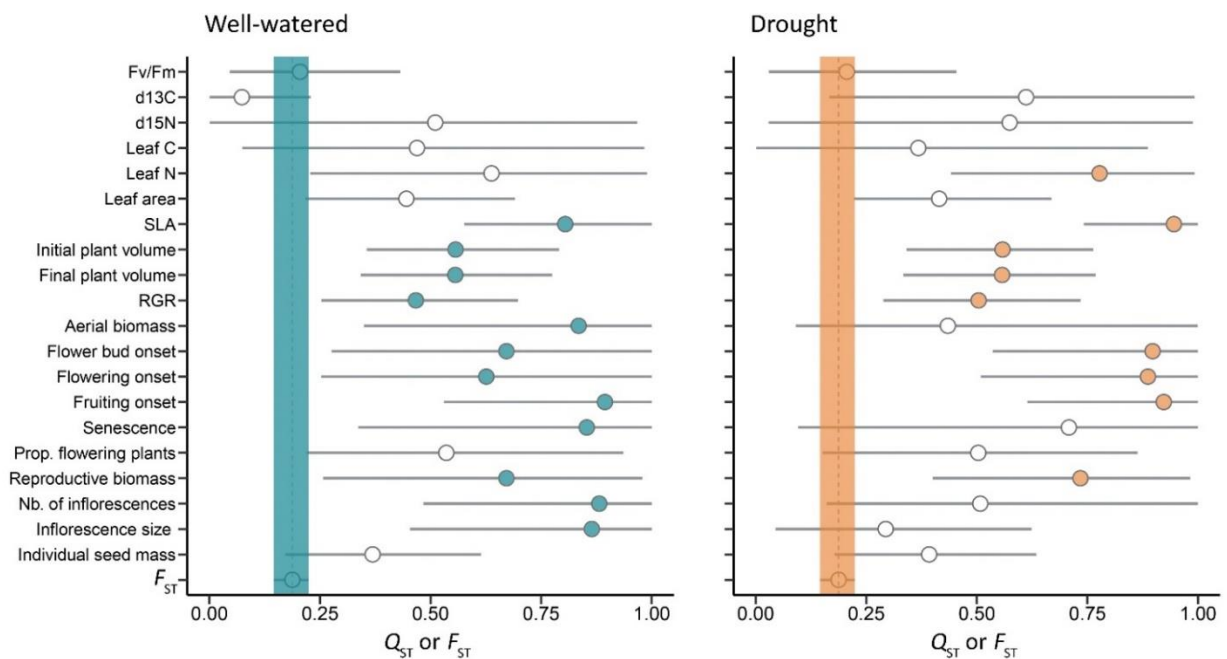 Well-watered
Drought
Fv/Fm
d13C
d15N
Leaf C
Leaf N
Leaf area
SLA
Initial plant volume
Final plant volume
RGR
Aerial biomass
Flower bud onset
Flowering onset
Fruiting onset
Senescence
Prop. flowering plants
Reproductive biomass
Nb. of inflorescences
Inflorescence size
Individual seed mass
FST
0.00 0.25 0.50 0.75 1.00
0.00 0.25 0.50 0.75 1.00
QST or FST
QST or FST